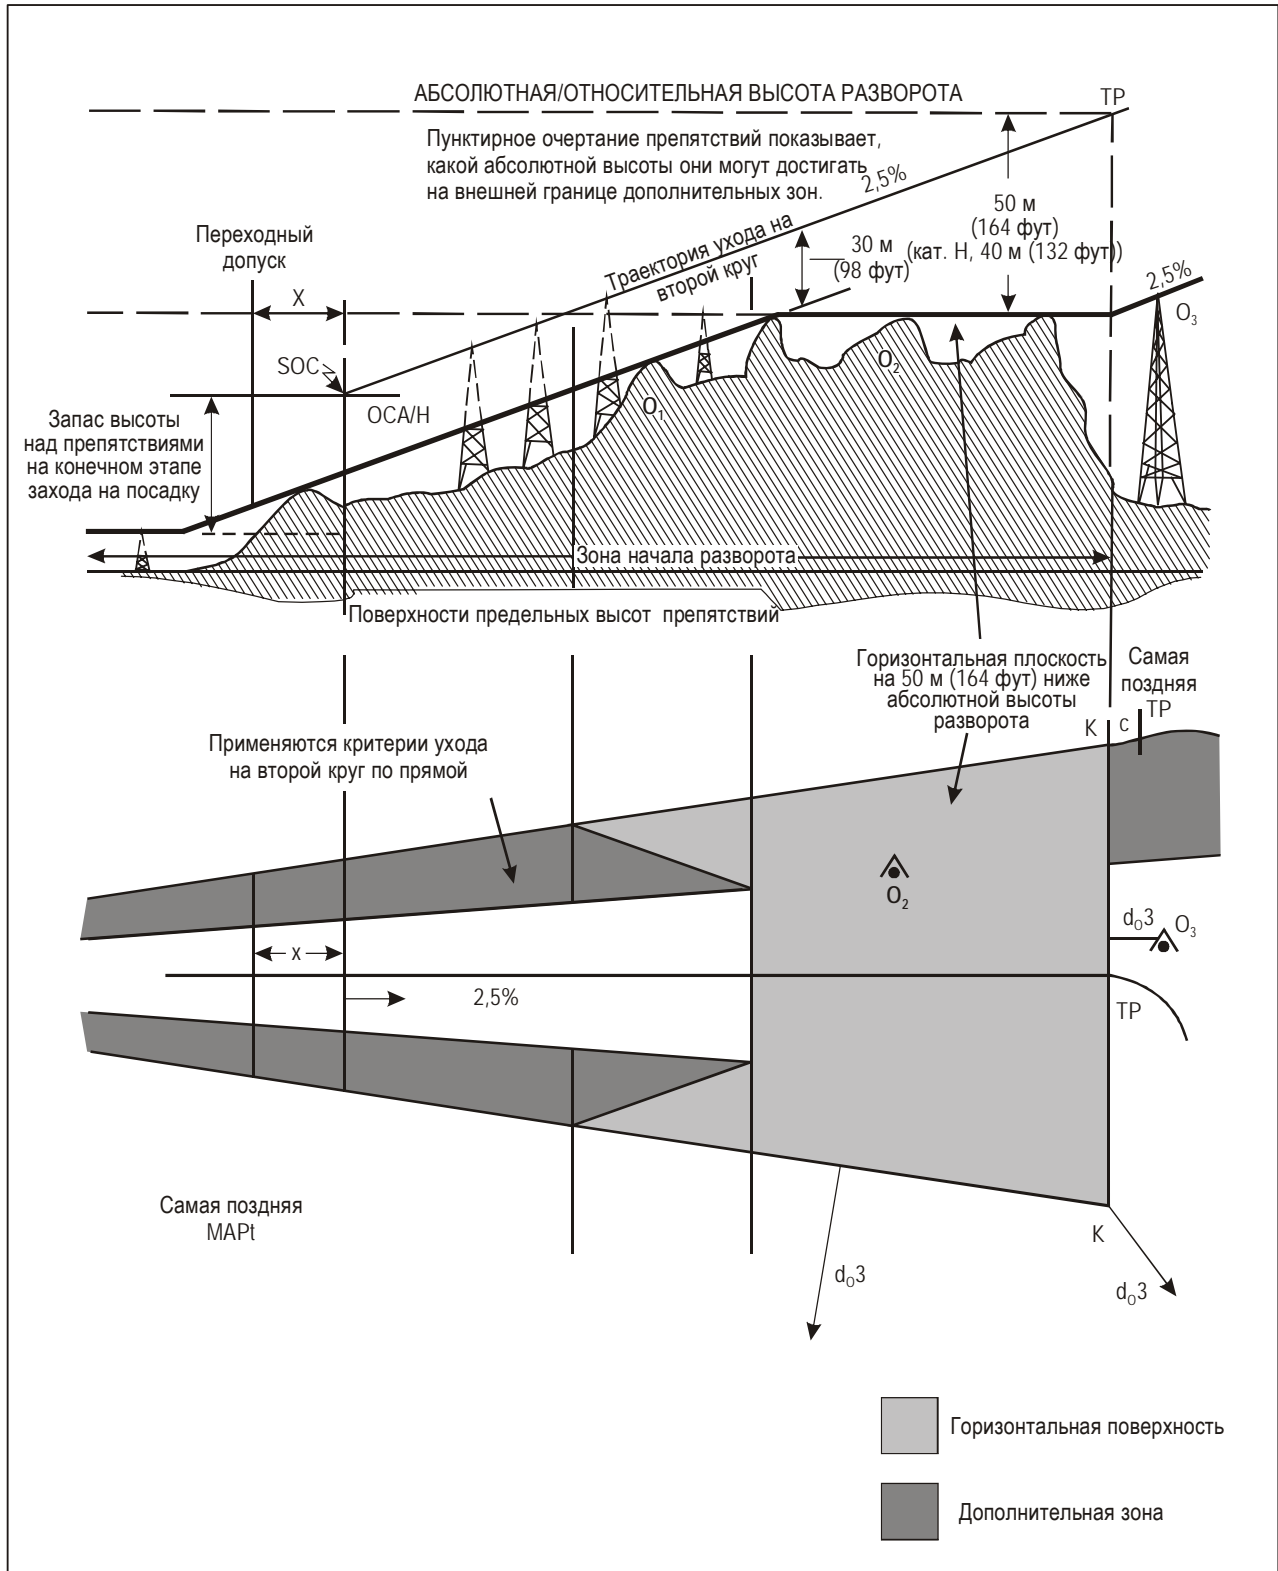 АБСОЛЮТНАЯ/ОТНОСИТЕЛЬНАЯ ВЫСОТА РАЗВОРОТА
TP
Пунктирное очертание препятствий показывает,
какой абсолютной высоты они могут достигать
на внешней границе дополнительных зон.
2,5%
50 м
(164 фут)
(кат. H, 40 м (132 фут))
30 м
(98 фут)
Траектория ухода на
второй круг
Переходный
допуск
X
2,5%
O3
SOC
OCA/H
O1
O2
Запас высоты
над препятствиями
на конечном этапе
захода на посадку
Зона начала разворота
Поверхности предельных высот препятствий
Горизонтальная плоскость
на 50 м (164 фут) ниже
абсолютной высоты
разворота
Самая
поздняя
TP
K
c
Применяются критерии ухода
на второй круг по прямой
O2
dO3
O3
x
2,5%
TP
Самая поздняя
MAPt
K
dO3
dO3
Горизонтальная поверхность
Дополнительная зона